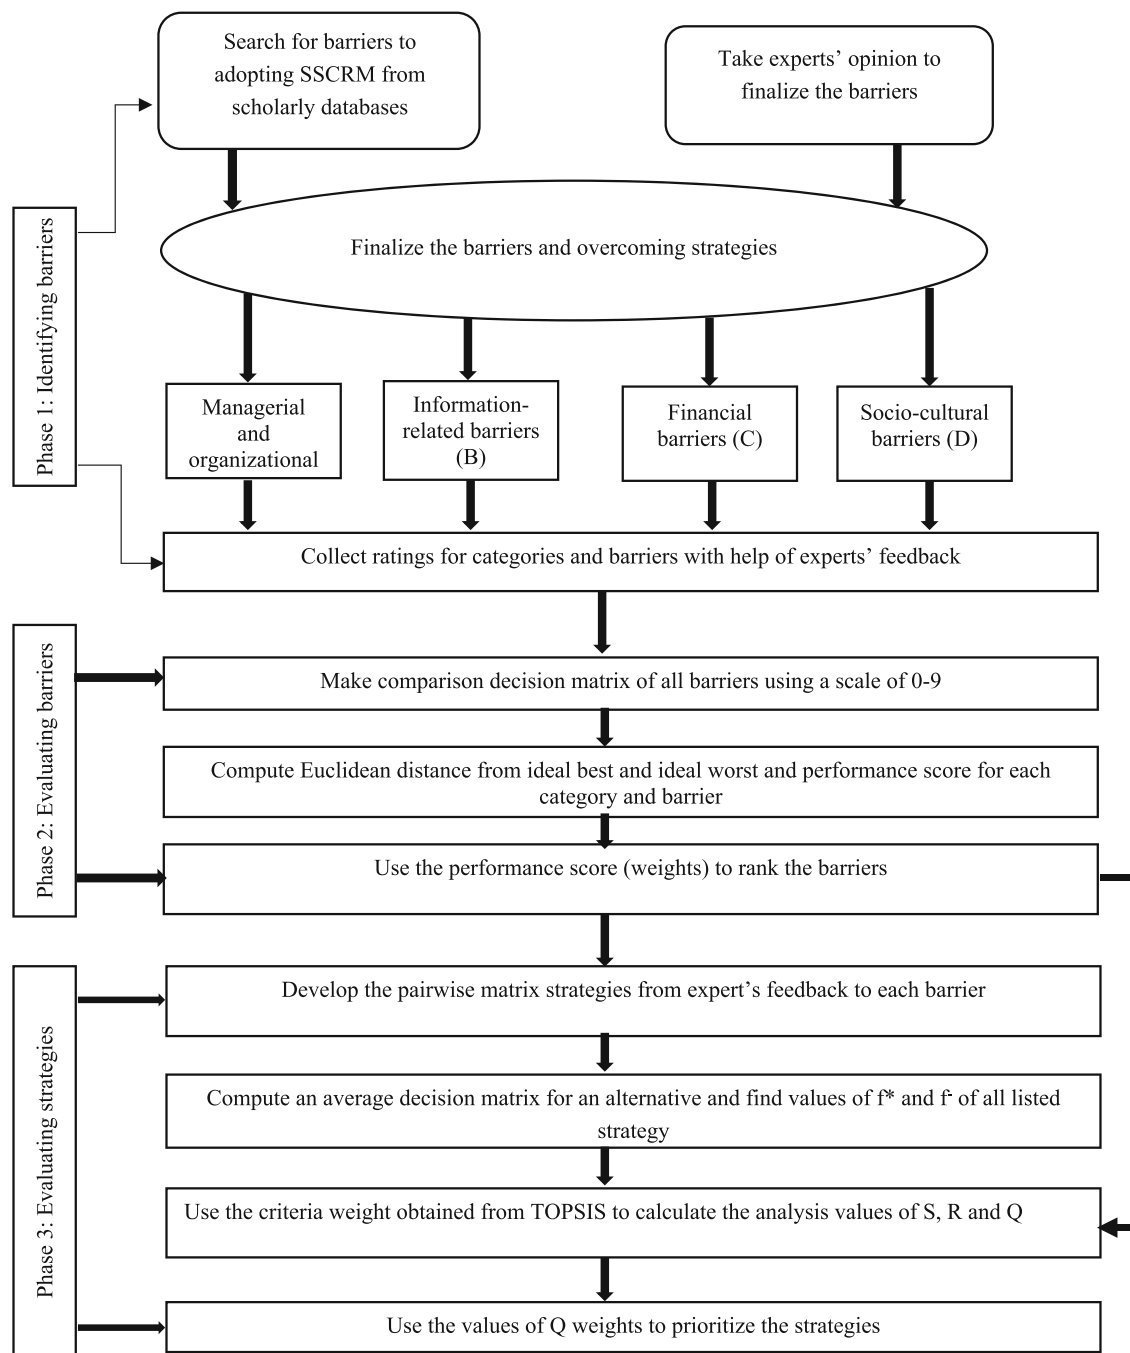 Search for barriers to
adopting SSCRM from
scholarly databases
Take experts' opinion to
finalize the barriers
Finalize the barriers and overcoming strategies
Phase 1: Identifying barriers
Managerial
and
organizational
Information-
related barriers
(B)
Financial
barriers (C)
Socio-cultural
barriers (D)
Collect ratings for categories and barriers with help of experts' feedback
Phase 2: Evaluating barriers
Make comparison decision matrix of all barriers using a scale of 0-9
Compute Euclidean distance from ideal best and ideal worst and performance score for each
category and barrier
Use the performance score (weights) to rank the barriers
Phase 3: Evaluating strategies
Develop the pairwise matrix strategies from expert's feedback to each barrier
Compute an average decision matrix for an alternative and find values of f* and f⁻ of all listed
strategy
Use the criteria weight obtained from TOPSIS to calculate the analysis values of S, R and Q
Use the values of Q weights to prioritize the strategies